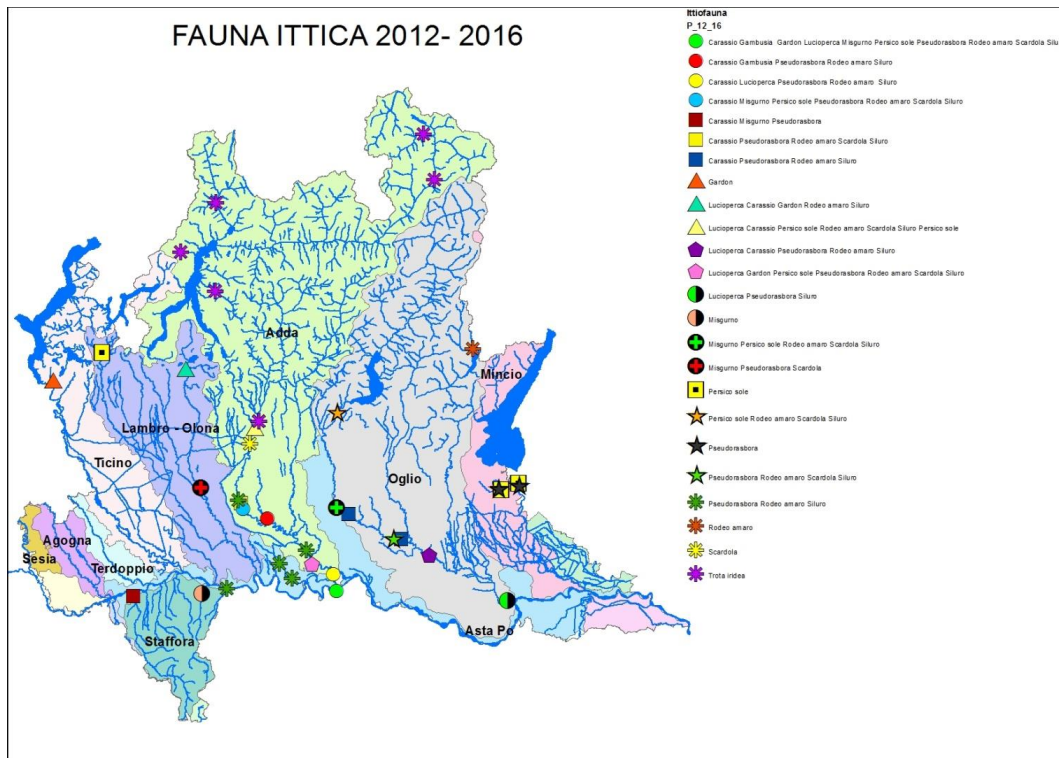 FAUNA ITTICA 2012- 2016
Ittiofauna
P_12_16
Carassio Gambusia Gardon Lucioperca Misgurno Persico sole Pseudorasbora Rodeo amaro Scardola Silu
Carassio Gambusia Pseudorasbora Rodeo amaro Siluro
Carassio Lucioperca Pseudorasbora Rodeo amaro Siluro
Carassio Misgurno Persico sole Pseudorasbora Rodeo amaro Scardola Siluro
Carassio Misgurno Pseudorasbora
Carassio Pseudorasbora Rodeo amaro Scardola Siluro
Carassio Pseudorasbora Rodeo amaro Siluro
Gardon
Lucioperca Carassio Gardon Rodeo amaro Siluro
Lucioperca Carassio Persico sole Rodeo amaro Scardola Siluro Persico sole
Lucioperca Carassio Pseudorasbora Rodeo amaro Siluro
Lucioperca Gardon Persico sole Pseudorasbora Rodeo amaro Scardola Siluro
Lucioperca Pseudorasbora Siluro
Misgurno
Misgurno Persico sole Rodeo amaro Scardola Siluro
Misgurno Pseudorasbora Scardola
Persico sole
Persico sole Rodeo amaro Scardola Siluro
Pseudorasbora
Pseudorasbora Rodeo amaro Scardola Siluro
Pseudorasbora Rodeo amaro Siluro
Rodeo amaro
Scardola
Trota iridea
Adda
Mincio
Lambro - Olona
Ticino
Oglio
Agogna
Sesia
Terdoppio
Staffora
Asta Po